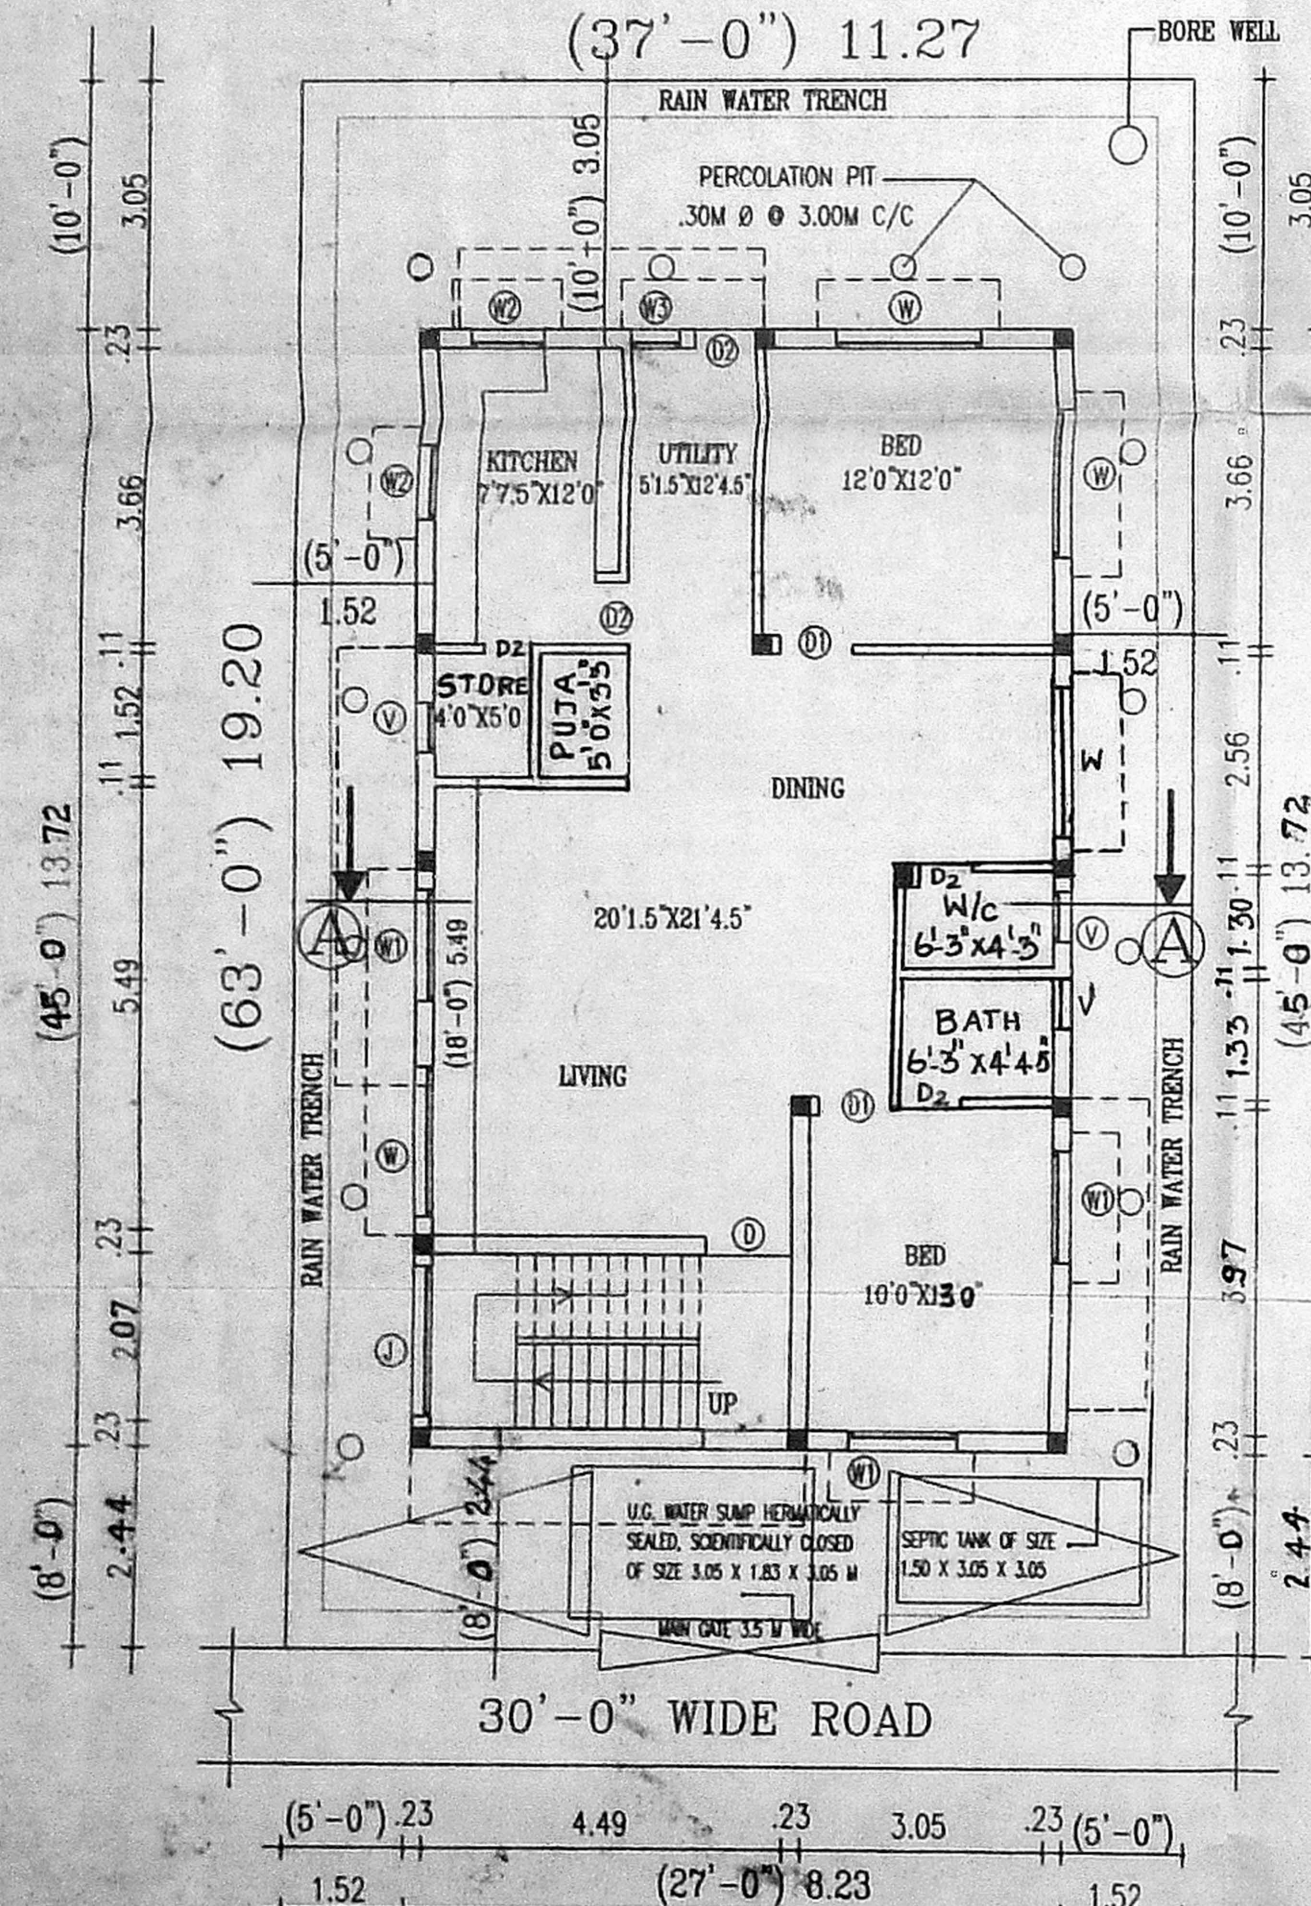 (37'-0") 11.27
BORE WELL
RAIN WATER TRENCH
(10'-0") 3.05
PERCOLATION PIT
.30M Ø @ 3.00M C/C
(10'-0")
3.05
(10'-0")
3.05
W2
W3
W
D2
.23
.23
KITCHEN
7'7.5"X12'0"
UTILITY
5'1.5"X12'4.5"
BED
12'0"X12'0"
W2
W
3.66
3.66
(5'-0")
1.52
(5'-0")
1.52
D2
D1
D2
.11
.11
STORE
4'0"X5'0
PUJA
5'0"X3'3"
V
W
1.52
2.56
.11
DINING
(63'-0") 19.20
(45'-0") 13.72
(45'-0") 13.72
.11
D2
W/C
6'-3"X4'-3"
20'1.5"X21'4.5"
A
W1
V
A
1.30
5.49
(18'-0") 5.49
.11
V
BATH
6'-3"X4'4.5"
D2
1.33
LIVING
D1
.11
RAIN WATER TRENCH
RAIN WATER TRENCH
W
W1
.23
D
BED
10'0"X130"
3.97
2.07
J
UP
.23
.23
W1
(8'-0")
2.44
(8'-0") 2.44
U.G. WATER SUMP HERMATICALLY
SEALED, SCIENTIFICALLY CLOSED
OF SIZE 3.05 X 1.83 X 3.05 M
SEPTIC TANK OF SIZE
1.50 X 3.05 X 3.05
(8'-0")
2.44
MAIN GATE 3.5 M WIDE
30'-0" WIDE ROAD
(5'-0") .23 4.49 .23 3.05 .23 (5'-0")
1.52 (27'-0") 8.23 1.52